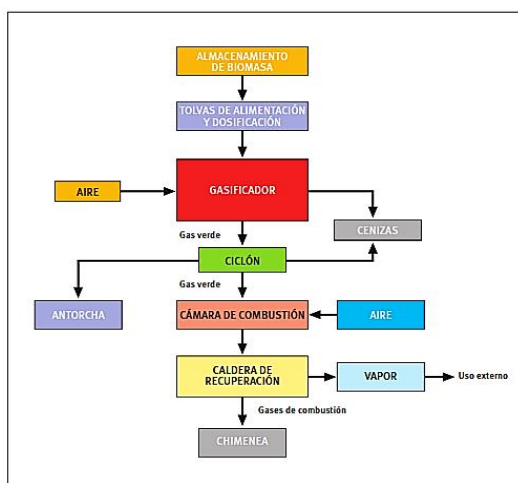 ALMACENAMIENTO
DE BIOMASA
TOLVAS DE ALIMENTACIÓN
Y DOSIFICACIÓN
AIRE
GASIFICADOR
CENIZAS
Gas verde
CICLÓN
Gas verde
ANTORCHA
CÁMARA DE COMBUSTIÓN
AIRE
CALDERA DE
RECUPERACIÓN
VAPOR
Uso externo
Gases de combustión
CHIMENEA